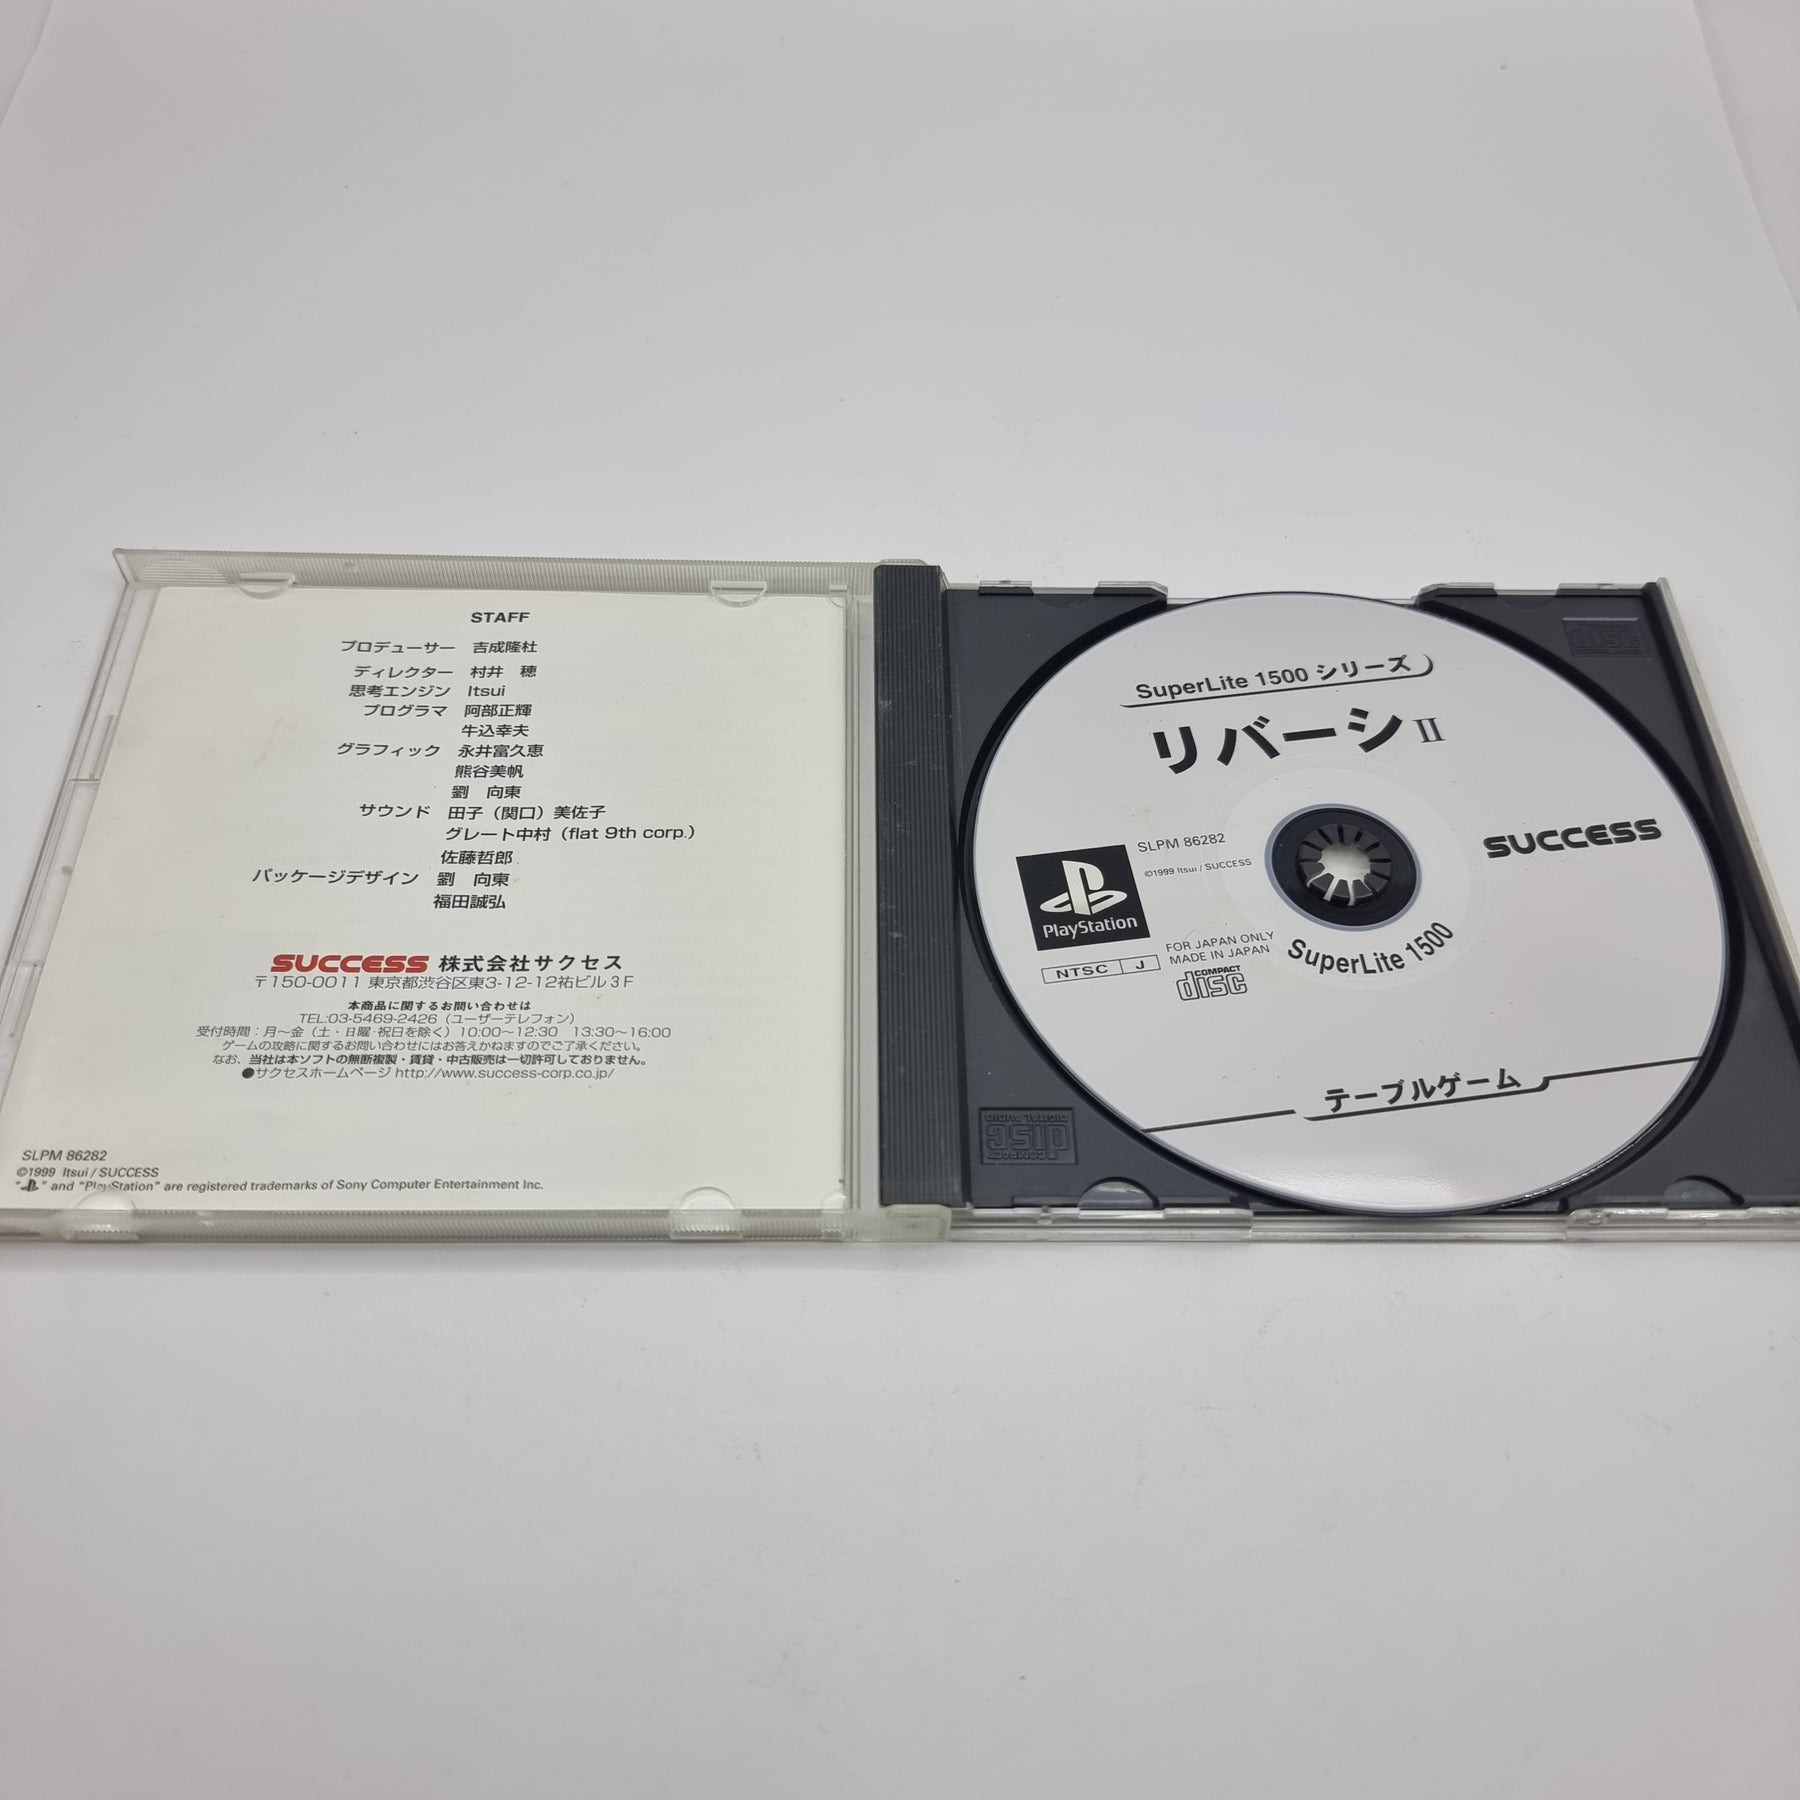 STAFF
プロデューサー 吉成隆杜
ディレクター 村井 穂
思考エンジン Itsui
プログラマ 阿部正輝
牛込幸夫
グラフィック 永井富久恵
熊谷美帆
劉 向東
サウンド 田子（関口）美佐子
グレート中村（flat 9th corp.）
佐藤哲郎
パッケージデザイン 劉 向東
福田誠弘
SUCCESS 株式会社サクセス
〒150-0011 東京都渋谷区東3-12-12祐ビル3F
本商品に関するお問い合わせは
TEL:03-5469-2426（ユーザーテレフォン）
受付時間：月～金（土・日曜・祝日を除く）10:00～12:30 13:30～16:00
ゲームの攻略に関するお問い合わせにはお答えかねますのでご了承ください。
なお、当社は本ソフトの無断複製・賃貸・中古販売は一切許可しておりません。
●サクセスホームページ http://www.success-corp.co.jp/
SLPM 86282
©1999 Itsui / SUCCESS
" " and "PlayStation" are registered trademarks of Sony Computer Entertainment Inc.
SuperLite 1500 シリーズ
リバーシ II
SUCCESS
SLPM 86282
©1999 Itsui / SUCCESS
PlayStation
FOR JAPAN ONLY
MADE IN JAPAN
NTSC J
COMPACT
disc
SuperLite 1500
テーブルゲーム
disc
COMPACT
disc
DIGITAL AUDIO